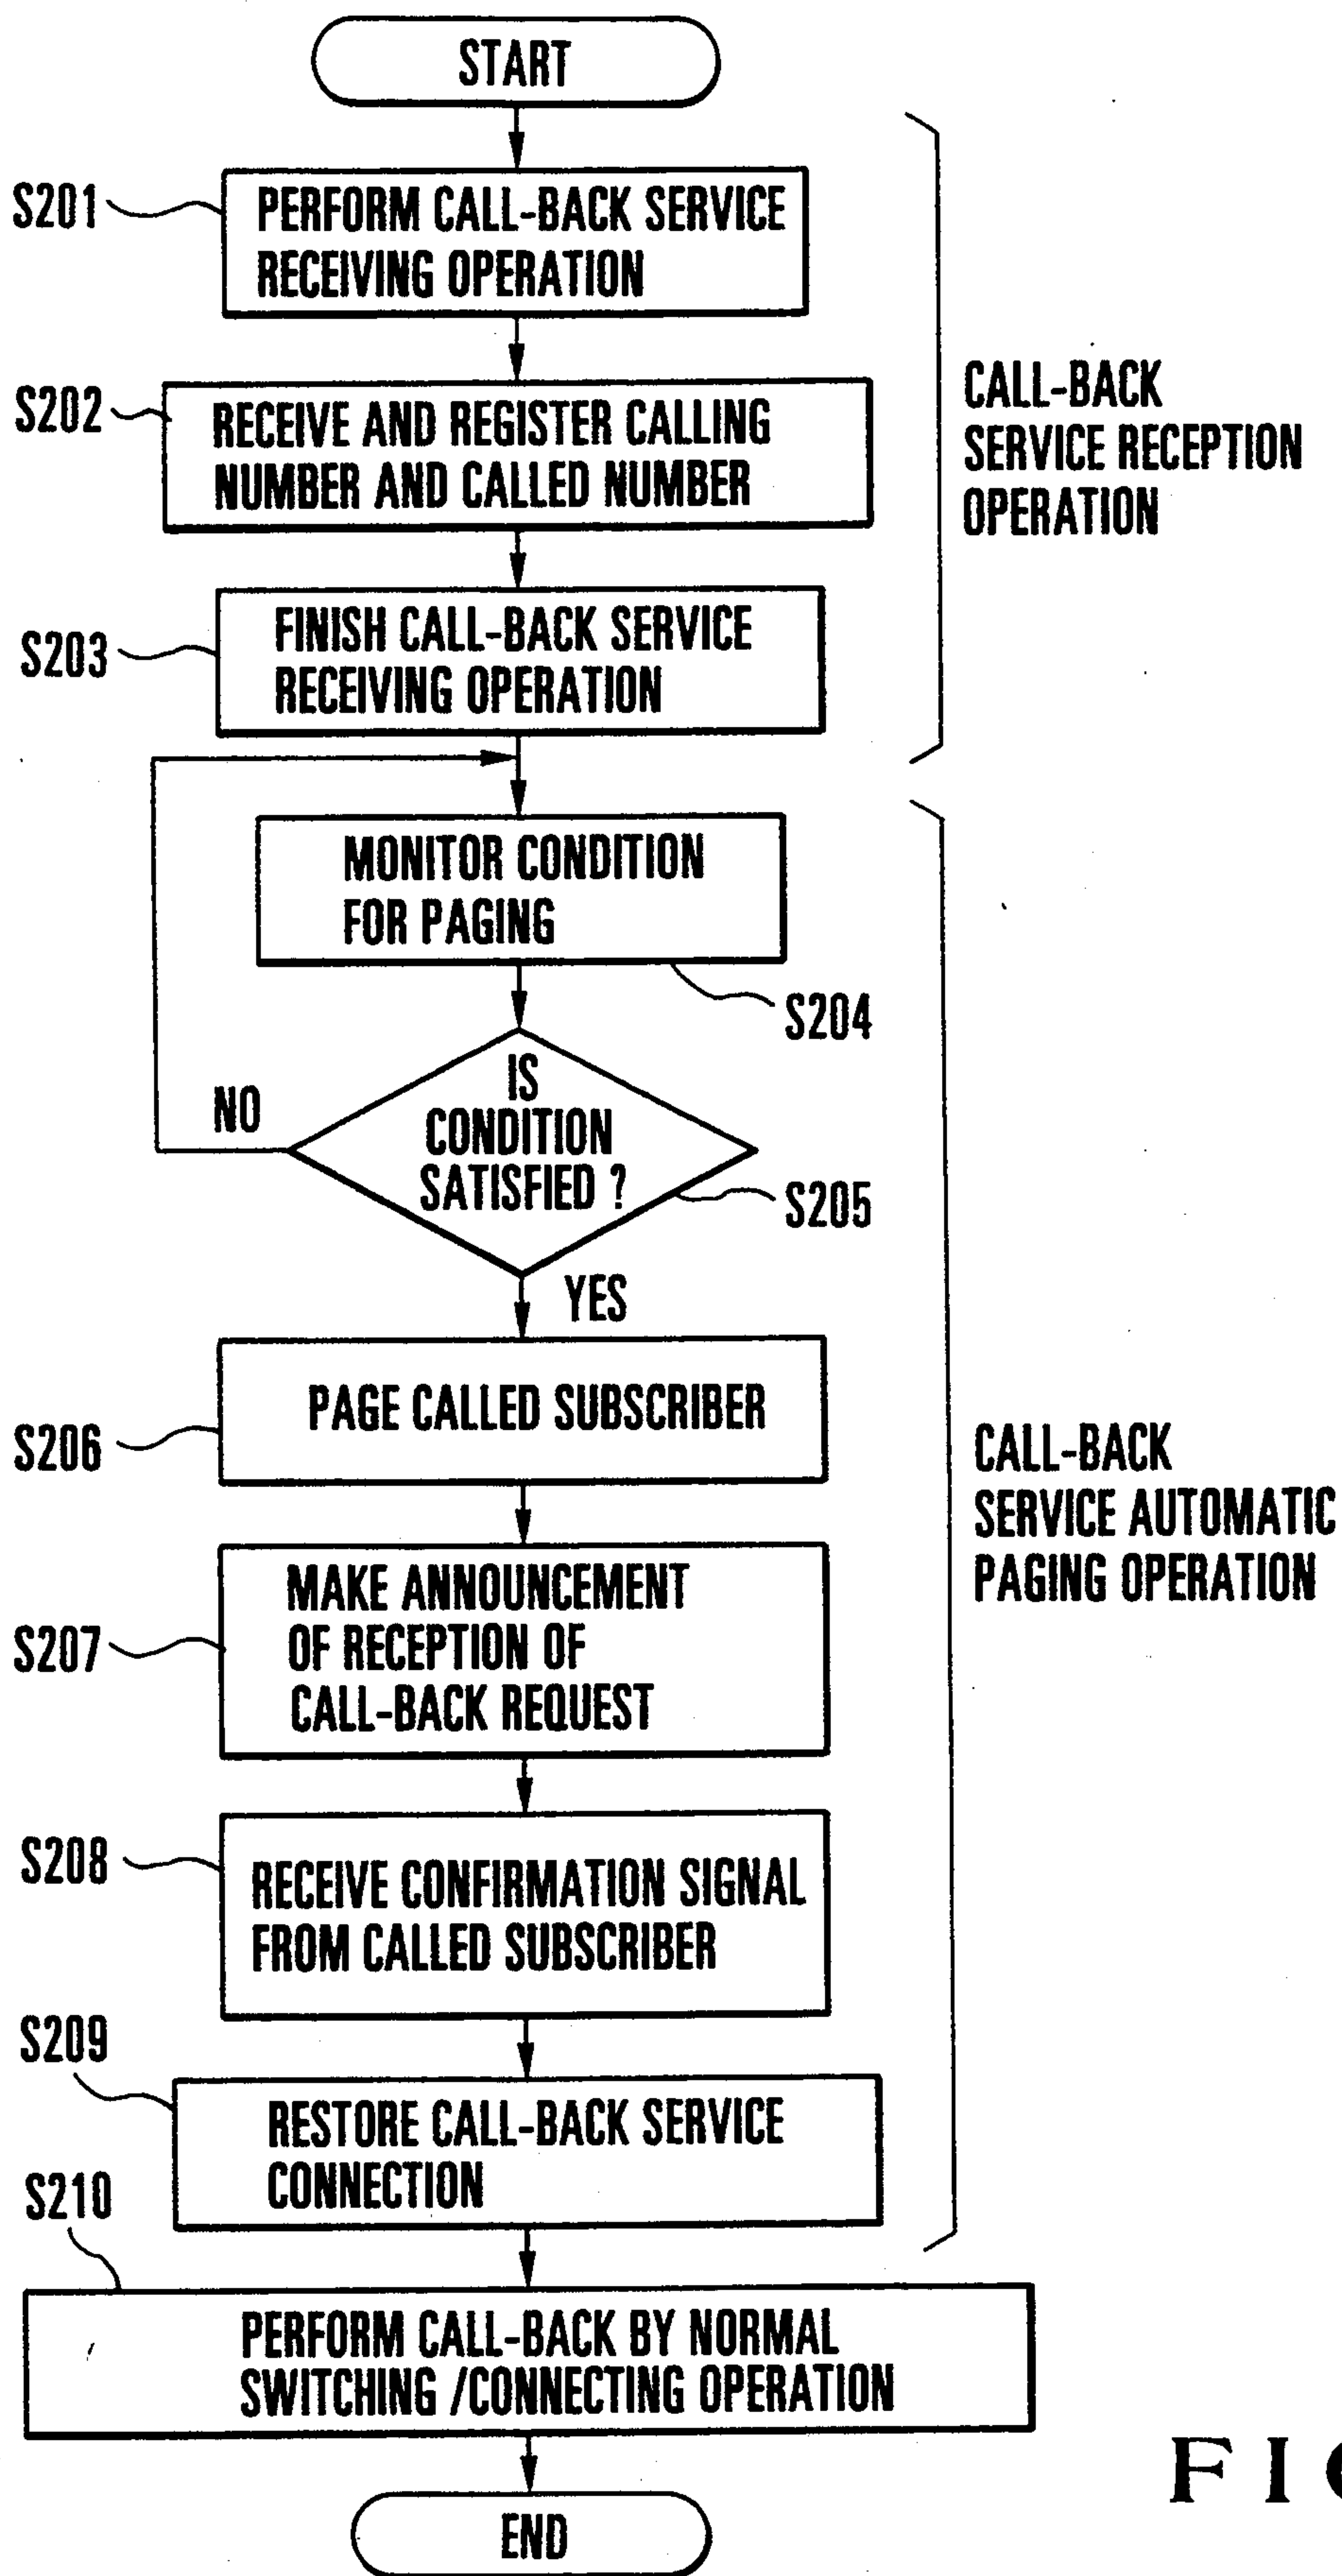 START
S201
PERFORM CALL-BACK SERVICE
RECEIVING OPERATION
S202
RECEIVE AND REGISTER CALLING
NUMBER AND CALLED NUMBER
CALL-BACK
SERVICE RECEPTION
OPERATION
S203
FINISH CALL-BACK SERVICE
RECEIVING OPERATION
MONITOR CONDITION
FOR PAGING
S204
IS
CONDITION
SATISFIED ?
NO
S205
YES
S206
PAGE CALLED SUBSCRIBER
CALL-BACK
SERVICE AUTOMATIC
PAGING OPERATION
S207
MAKE ANNOUNCEMENT
OF RECEPTION OF
CALL-BACK REQUEST
S208
RECEIVE CONFIRMATION SIGNAL
FROM CALLED SUBSCRIBER
S209
RESTORE CALL-BACK SERVICE
CONNECTION
S210
PERFORM CALL-BACK BY NORMAL
SWITCHING /CONNECTING OPERATION
END